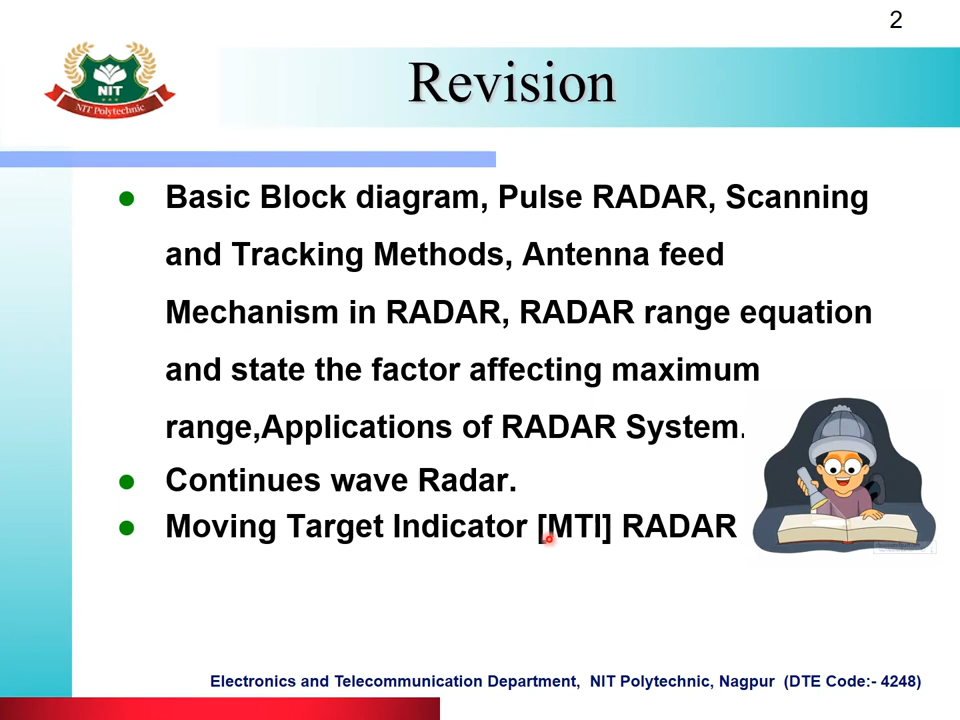 2
NIT
NIT Polytechnic
Revision
Basic Block diagram, Pulse RADAR, Scanning
and Tracking Methods, Antenna feed
Mechanism in RADAR, RADAR range equation
and state the factor affecting maximum
range,Applications of RADAR System.
Continues wave Radar.
Moving Target Indicator [MTI] RADAR
Electronics and Telecommunication Department, NIT Polytechnic, Nagpur (DTE Code:- 4248)